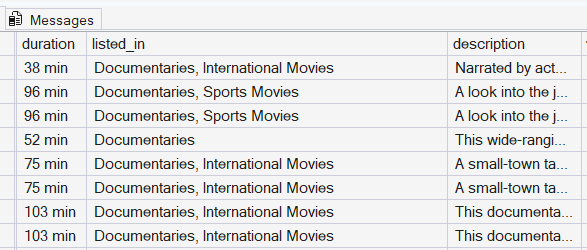 Messages
duration listed_in description
38 min Documentaries, International Movies Narrated by act...
96 min Documentaries, Sports Movies A look into the j...
96 min Documentaries, Sports Movies A look into the j...
52 min Documentaries This wide-rangi...
75 min Documentaries, International Movies A small-town ta...
75 min Documentaries, International Movies A small-town ta...
103 min Documentaries, International Movies This documenta...
103 min Documentaries, International Movies This documenta...